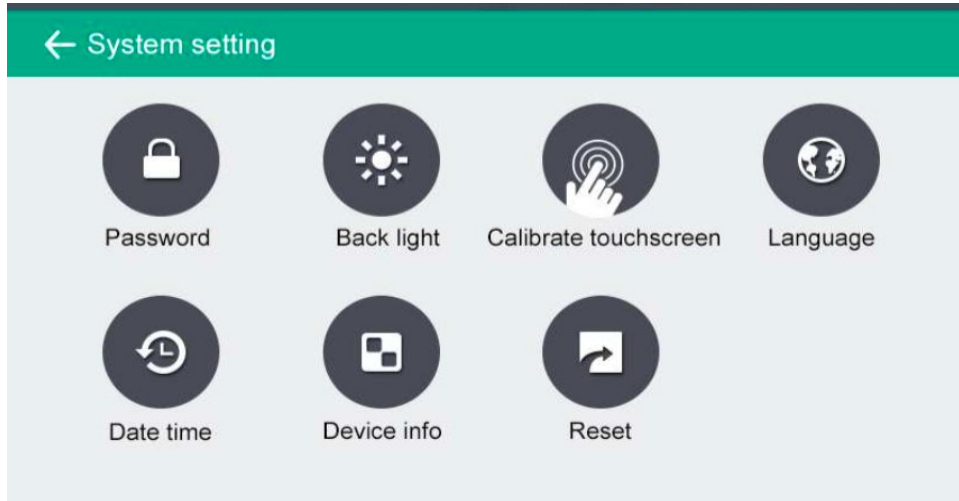 System setting
Password
Back light
Calibrate touchscreen
Language
Date time
Device info
Reset